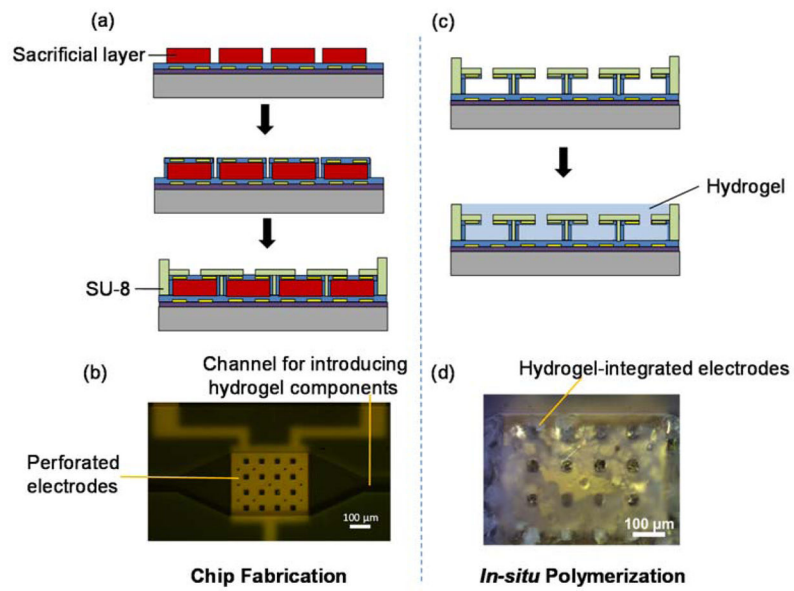 (a)
Sacrificial layer
SU-8
(b)
Channel for introducing
hydrogel components
Perforated
electrodes
100 µm
Chip Fabrication
(c)
Hydrogel
(d)
Hydrogel-integrated electrodes
100 µm
In-situ Polymerization